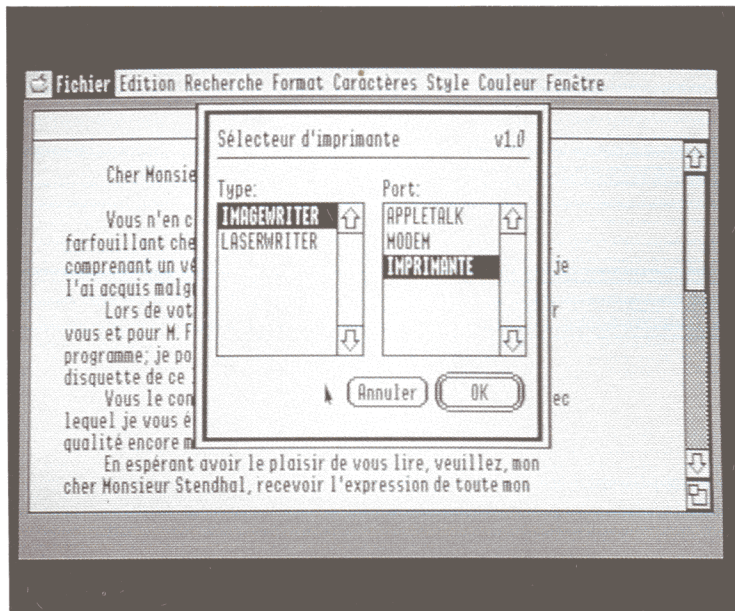 Fichier Edition Recherche Format Caractères Style Couleur Fenêtre
Sélecteur d'imprimante v1.0
Type: Port:
IMAGEWRITER APPLETALK
LASERWRITER MODEM
IMPRIMANTE
Annuler OK
Cher Monsie
Vous n'en c
farfouillant che
comprenant un vé je
l'ai acquis malg
Lors de vot r
vous et pour M. F
programme; je po
disquette de ce
Vous le con ec
lequel je vous é
qualité encore m
En espérant avoir le plaisir de vous lire, veuillez, mon
cher Monsieur Stendhal, recevoir l'expression de toute mon